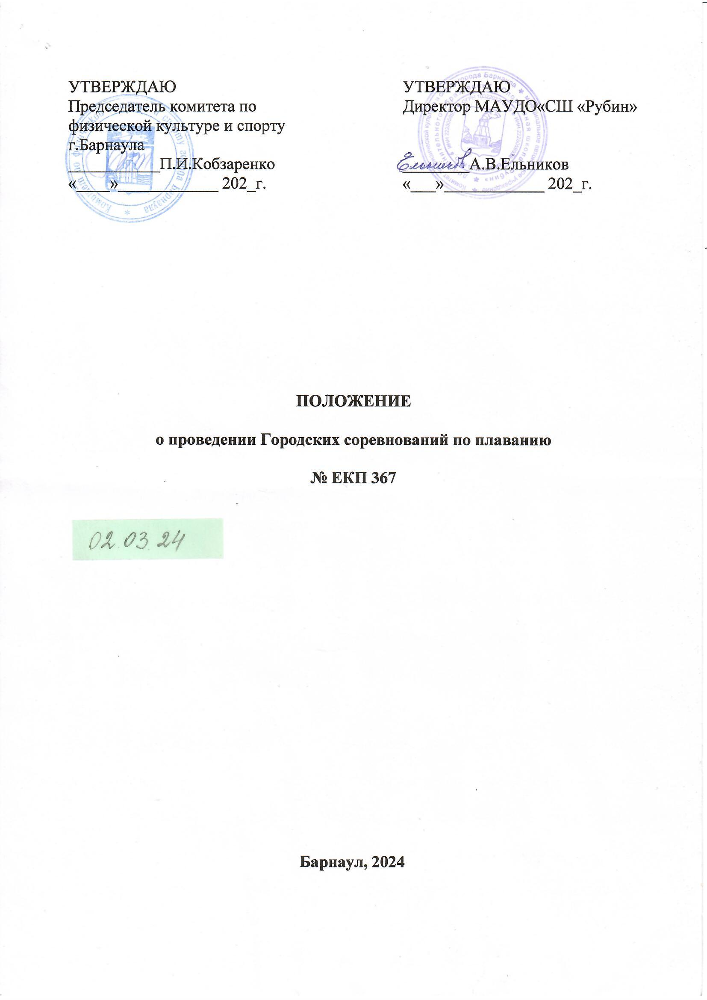 УТВЕРЖДАЮ
Председатель комитета по
физической культуре и спорту
г.Барнаула
___________П.И.Кобзаренко
«____»____________ 202_г.
УТВЕРЖДАЮ
Директор МАУДО«СШ «Рубин»
________А.В.Ельников
«___»____________ 202_г.
ПОЛОЖЕНИЕ
о проведении Городских соревнований по плаванию
№ ЕКП 367
02.03.24
Барнаул, 2024